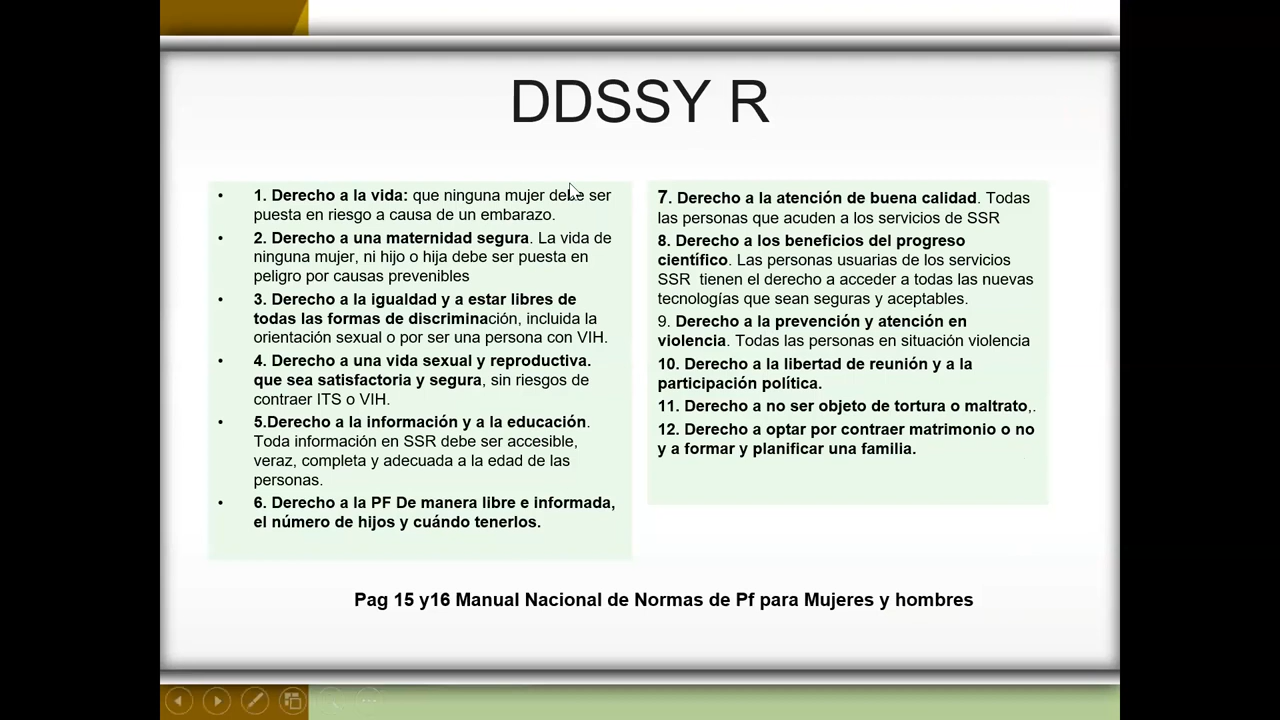 DDSSY R
• 1. Derecho a la vida: que ninguna mujer debe ser
puesta en riesgo a causa de un embarazo.
• 2. Derecho a una maternidad segura. La vida de
ninguna mujer, ni hijo o hija debe ser puesta en
peligro por causas prevenibles
• 3. Derecho a la igualdad y a estar libres de
todas las formas de discriminación, incluida la
orientación sexual o por ser una persona con VIH.
• 4. Derecho a una vida sexual y reproductiva.
que sea satisfactoria y segura, sin riesgos de
contraer ITS o VIH.
• 5.Derecho a la información y a la educación.
Toda información en SSR debe ser accesible,
veraz, completa y adecuada a la edad de las
personas.
• 6. Derecho a la PF De manera libre e informada,
el número de hijos y cuándo tenerlos.
7. Derecho a la atención de buena calidad. Todas
las personas que acuden a los servicios de SSR
8. Derecho a los beneficios del progreso
científico. Las personas usuarias de los servicios
SSR tienen el derecho a acceder a todas las nuevas
tecnologías que sean seguras y aceptables.
9. Derecho a la prevención y atención en
violencia. Todas las personas en situación violencia
10. Derecho a la libertad de reunión y a la
participación política.
11. Derecho a no ser objeto de tortura o maltrato,.
12. Derecho a optar por contraer matrimonio o no
y a formar y planificar una familia.
Pag 15 y16 Manual Nacional de Normas de Pf para Mujeres y hombres